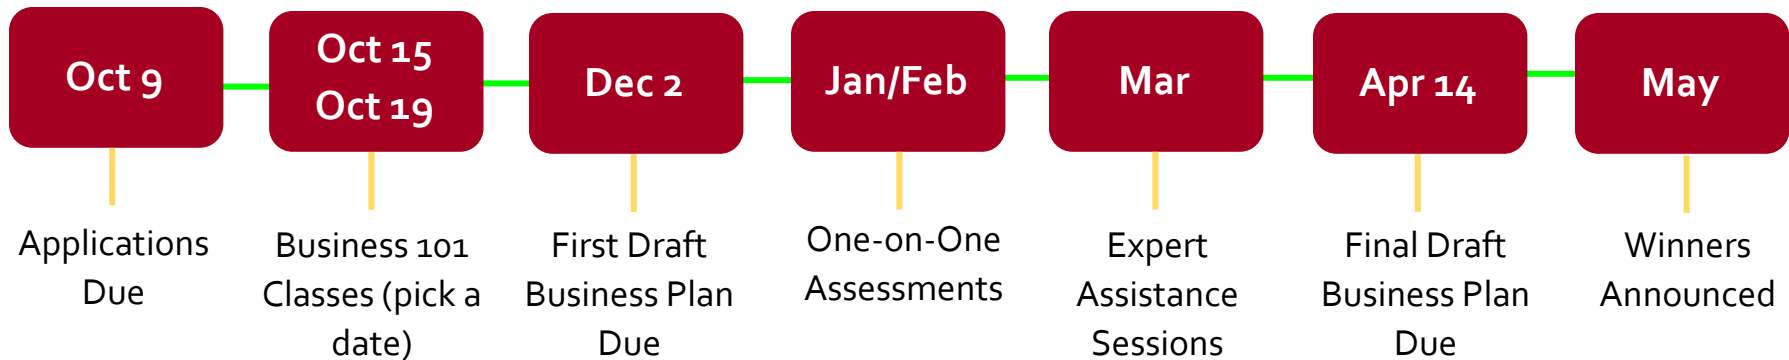 Oct 9
Oct 15
Oct 19
Dec 2
Jan/Feb
Mar
Apr 14
May
Applications
Due
Business 101
Classes (pick a
date)
First Draft
Business Plan
Due
One-on-One
Assessments
Expert
Assistance
Sessions
Final Draft
Business Plan
Due
Winners
Announced